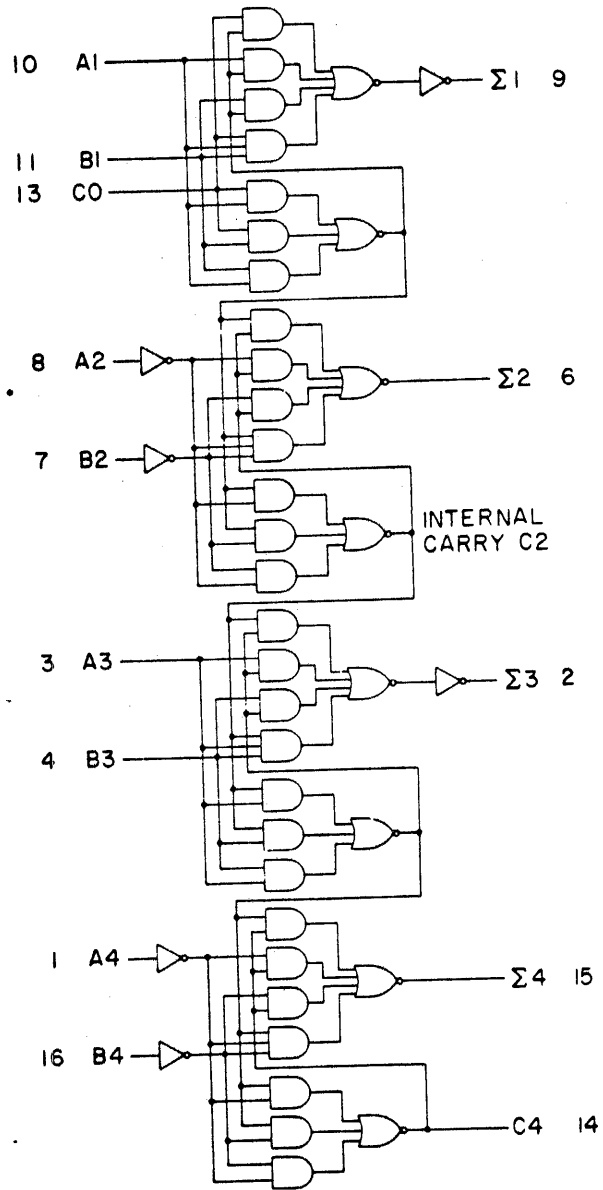 10 A1
Σ1 9
11 B1
13 C0
8 A2
Σ2 6
7 B2
INTERNAL
CARRY C2
3 A3
Σ3 2
4 B3
1 A4
Σ4 15
16 B4
C4 14